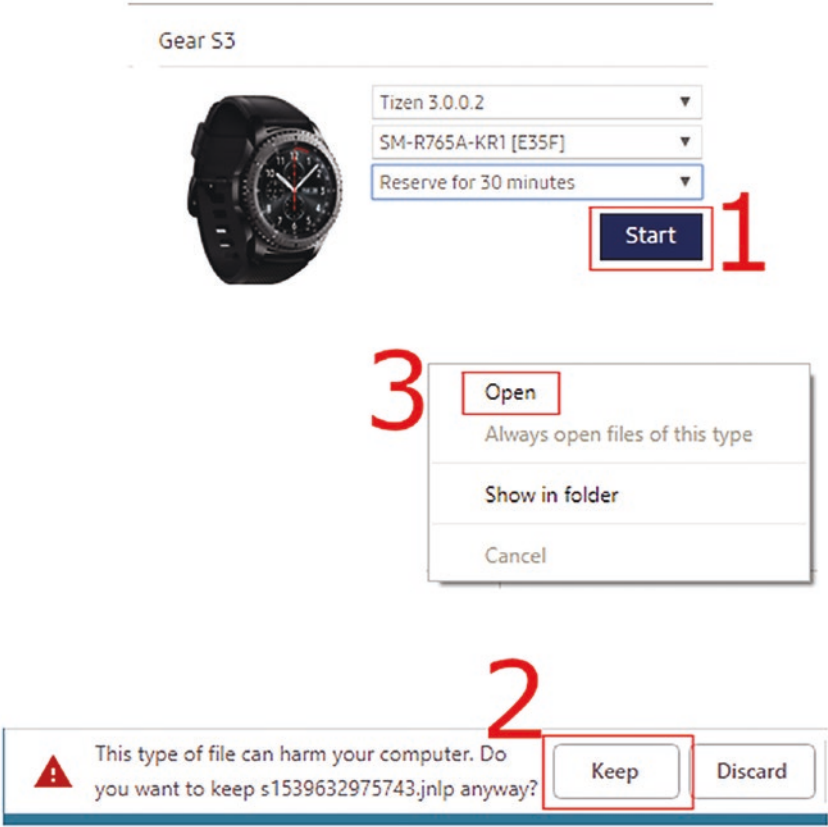 Gear S3
Tizen 3.0.0.2
SM-R765A-KR1 [E35F]
Reserve for 30 minutes
Start
1
3
Open
Always open files of this type
Show in folder
Cancel
2
This type of file can harm your computer. Do
you want to keep s1539632975743.jnlp anyway?
Keep
Discard